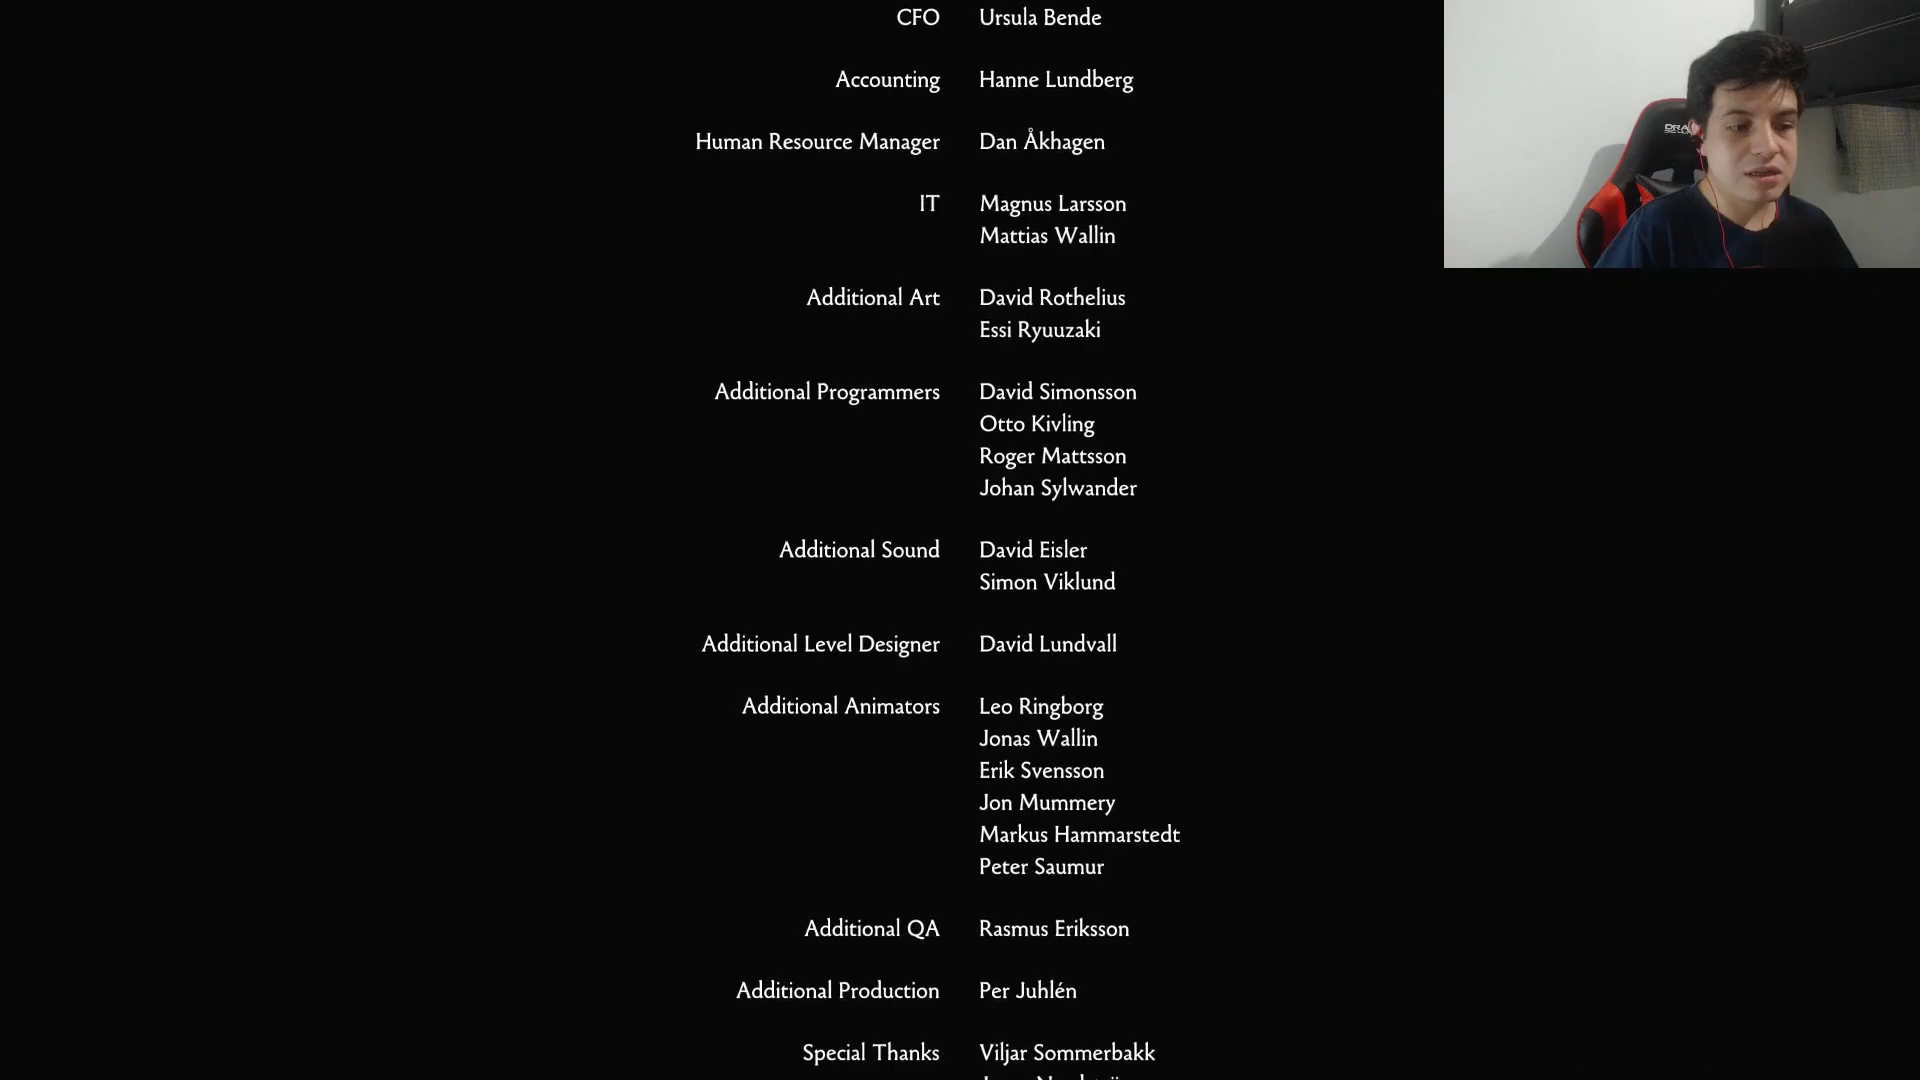 CFO Ursula Bende
Accounting Hanne Lundberg
Human Resource Manager Dan Åkhagen
IT Magnus Larsson
Mattias Wallin
Additional Art David Rothelius
Essi Ryuuzaki
Additional Programmers David Simonsson
Otto Kivling
Roger Mattsson
Johan Sylwander
Additional Sound David Eisler
Simon Viklund
Additional Level Designer David Lundvall
Additional Animators Leo Ringborg
Jonas Wallin
Erik Svensson
Jon Mummery
Markus Hammarstedt
Peter Saumur
Additional QA Rasmus Eriksson
Additional Production Per Juhlén
Special Thanks Viljar Sommerbakk